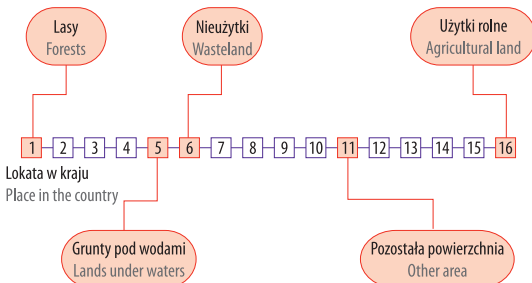 Lasy
Forests
Nieużytki
Wasteland
Użytki rolne
Agricultural land
1 2 3 4 5 6 7 8 9 10 11 12 13 14 15 16
Lokata w kraju
Place in the country
Grunty pod wodami
Lands under waters
Pozostała powierzchnia
Other area